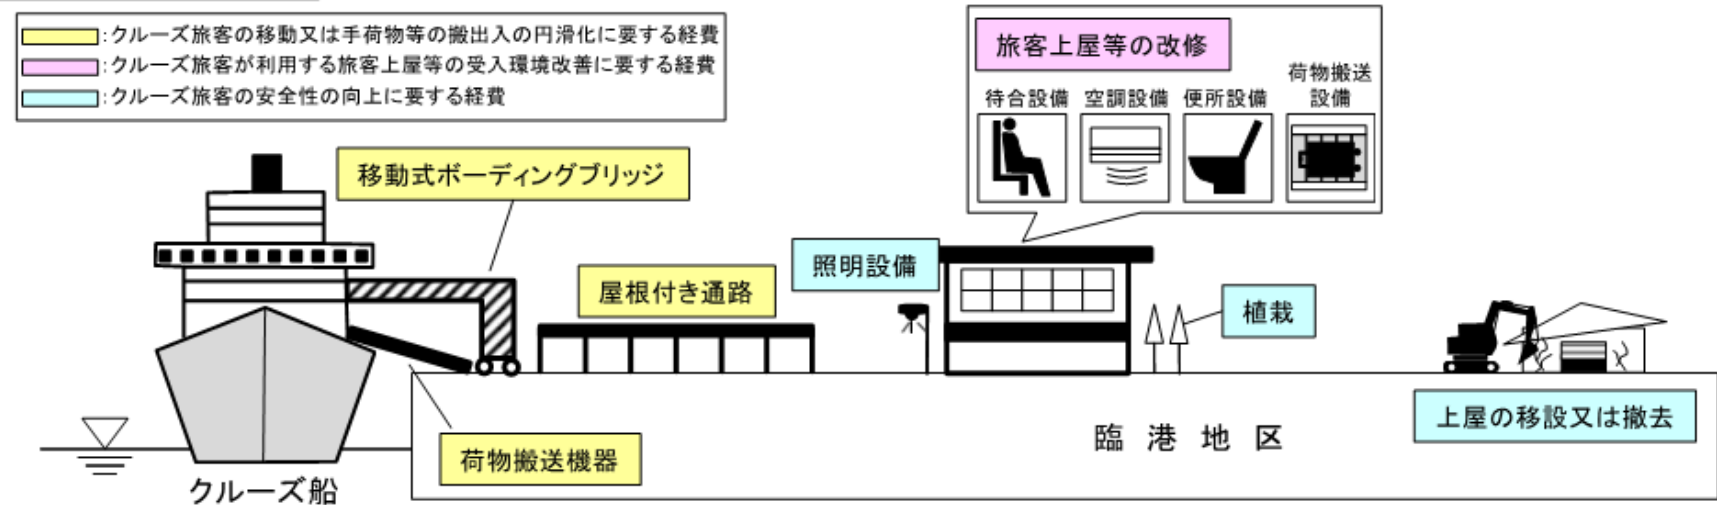 :クルーズ旅客の移動又は手荷物等の搬出入の円滑化に要する経費
:クルーズ旅客が利用する旅客上屋等の受入環境改善に要する経費
:クルーズ旅客の安全性の向上に要する経費
旅客上屋等の改修
待合設備
空調設備
便所設備
荷物搬送
設備
移動式ボーディングブリッジ
屋根付き通路
照明設備
植栽
荷物搬送機器
上屋の移設又は撤去
臨港地区
クルーズ船